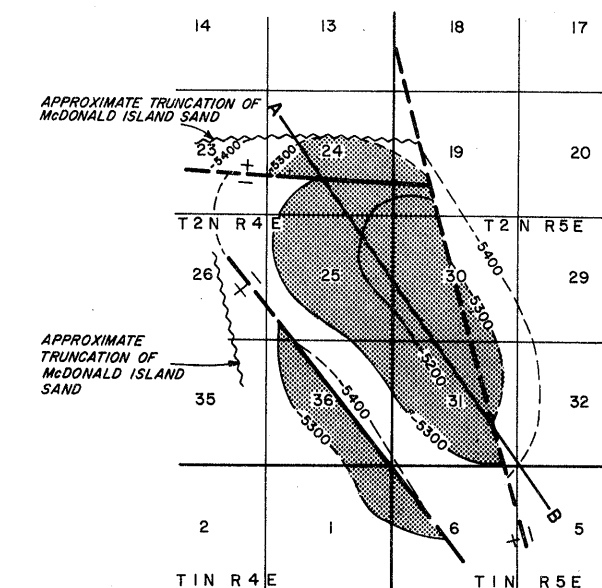 14 13 18 17
APPROXIMATE TRUNCATION OF
McDONALD ISLAND SAND
A
23 -5400 -5300 24 19 20
+
–
T2N R4E T2N R5E
-5400
26 25 30 29
–
+
-5300
APPROXIMATE
TRUNCATION OF
McDONALD ISLAND
SAND
-5200
35 36 -5400 31 32
-5300 -5300
B
2 1 6 5
+ –
T1N R4E T1N R5E